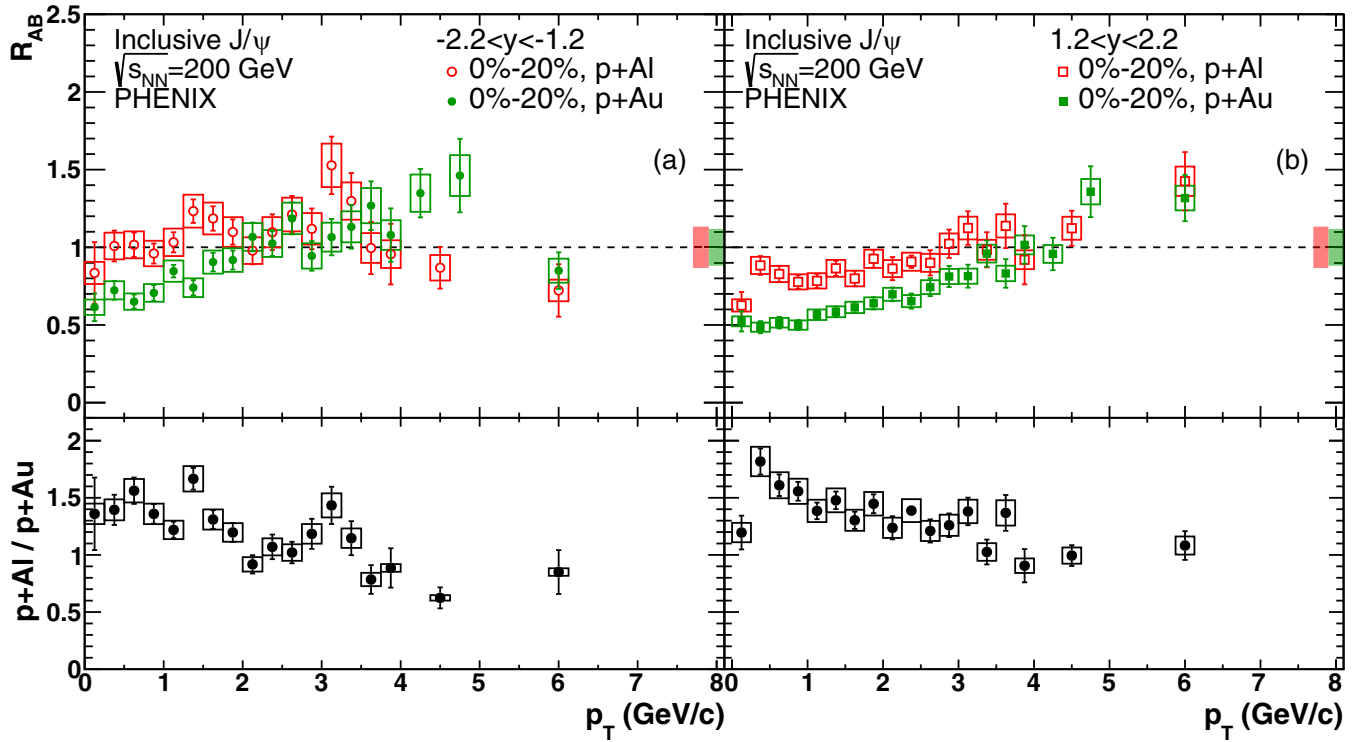 R_AB
2.5
2
1.5
1
0.5
0
Inclusive J/ψ
√s_NN=200 GeV
PHENIX
-2.2<y<-1.2
0%-20%, p+Al
0%-20%, p+Au
(a)
Inclusive J/ψ
√s_NN=200 GeV
PHENIX
1.2<y<2.2
0%-20%, p+Al
0%-20%, p+Au
(b)
p+Al / p+Au
2
1.5
1
0.5
0
0 1 2 3 4 5 6 7 8
0 1 2 3 4 5 6 7 8
p_T (GeV/c)
p_T (GeV/c)